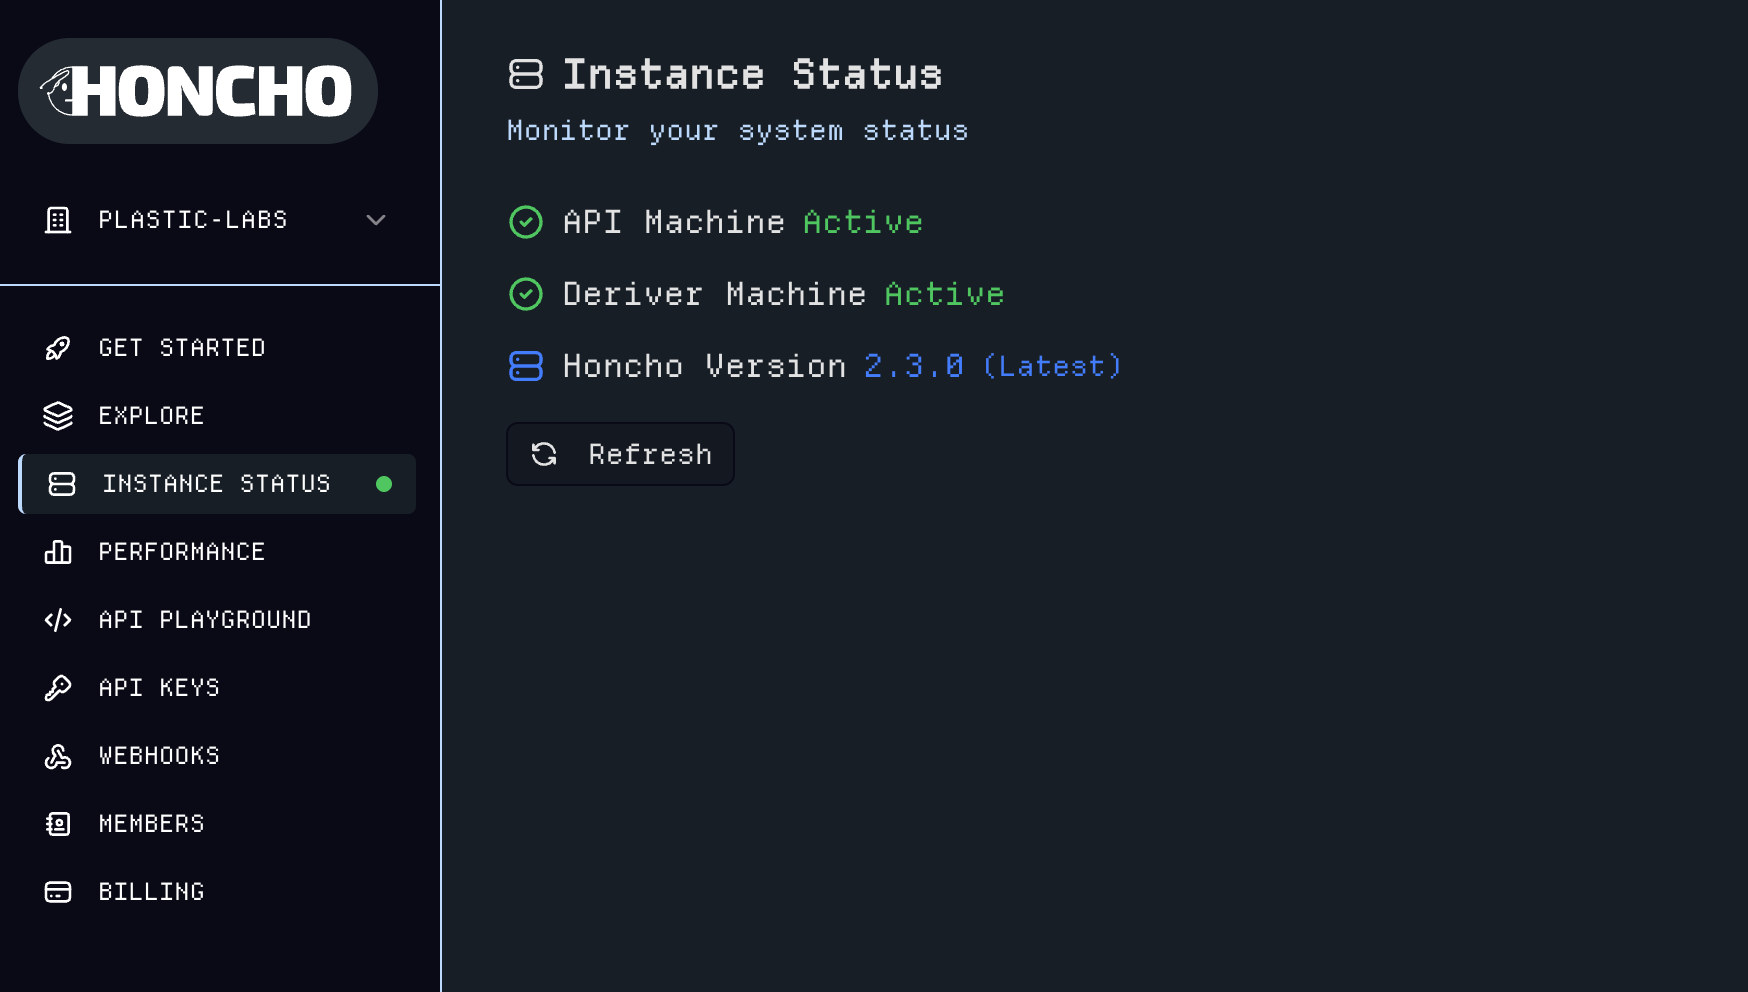 HONCHO
PLASTIC-LABS
GET STARTED
EXPLORE
INSTANCE STATUS
PERFORMANCE
API PLAYGROUND
API KEYS
WEBHOOKS
MEMBERS
BILLING
Instance Status
Monitor your system status
API Machine Active
Deriver Machine Active
Honcho Version 2.3.0 (Latest)
Refresh